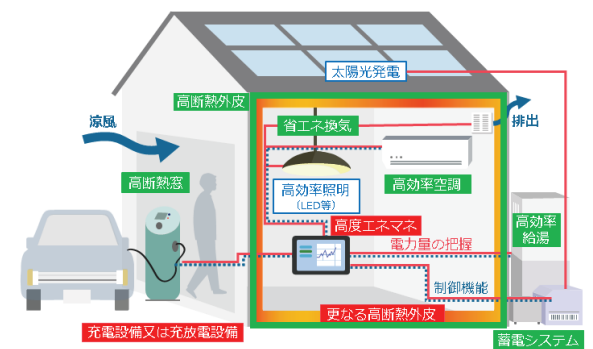 太陽光発電
高断熱外皮
涼風
省エネ換気
排出
高断熱窓
高効率照明
(LED等)
高効率空調
高度エネマネ
高効率
給湯
電力量の把握
制御機能
更なる高断熱外皮
充電設備又は充放電設備
蓄電システム